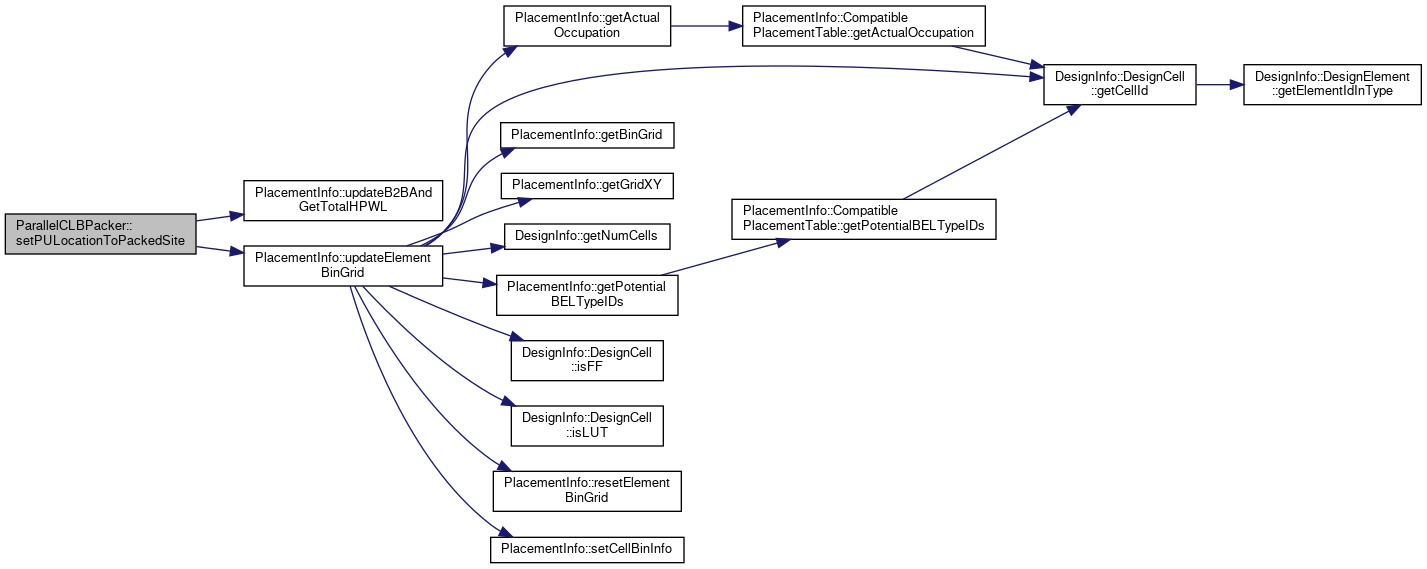 ParallelCLBPacker::
setPULocationToPackedSite
PlacementInfo::updateB2BAnd
GetTotalHPWL
PlacementInfo::updateElement
BinGrid
PlacementInfo::getActual
Occupation
PlacementInfo::getBinGrid
PlacementInfo::getGridXY
DesignInfo::getNumCells
PlacementInfo::getPotential
BELTypeIDs
DesignInfo::DesignCell
::isFF
DesignInfo::DesignCell
::isLUT
PlacementInfo::resetElement
BinGrid
PlacementInfo::setCellBinInfo
PlacementInfo::Compatible
PlacementTable::getActualOccupation
PlacementInfo::Compatible
PlacementTable::getPotentialBELTypeIDs
DesignInfo::DesignCell
::getCellId
DesignInfo::DesignElement
::getElementIdInType